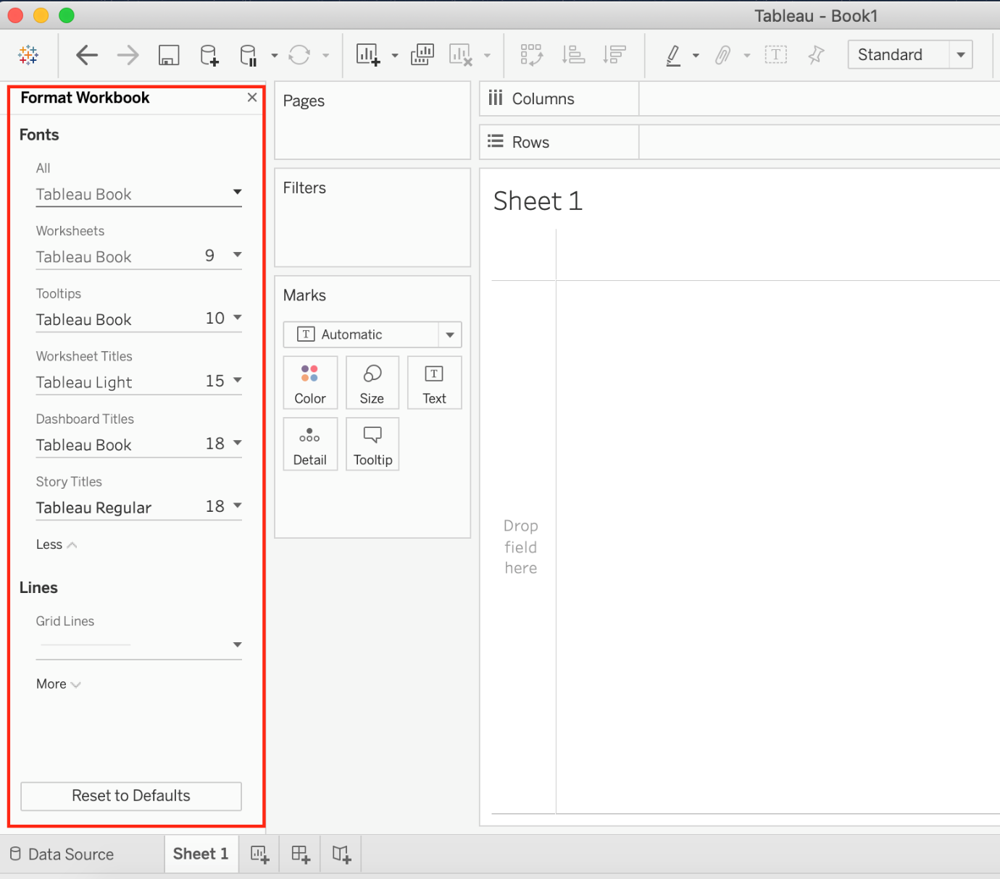 Tableau - Book1
Standard
Format Workbook
Fonts
All
Tableau Book
Worksheets
Tableau Book 9
Tooltips
Tableau Book 10
Worksheet Titles
Tableau Light 15
Dashboard Titles
Tableau Book 18
Story Titles
Tableau Regular 18
Less
Lines
Grid Lines
More
Reset to Defaults
Pages
Filters
Marks
T Automatic
Color
Size
T
Text
Detail
Tooltip
Columns
Rows
Sheet 1
Drop
field
here
Data Source
Sheet 1